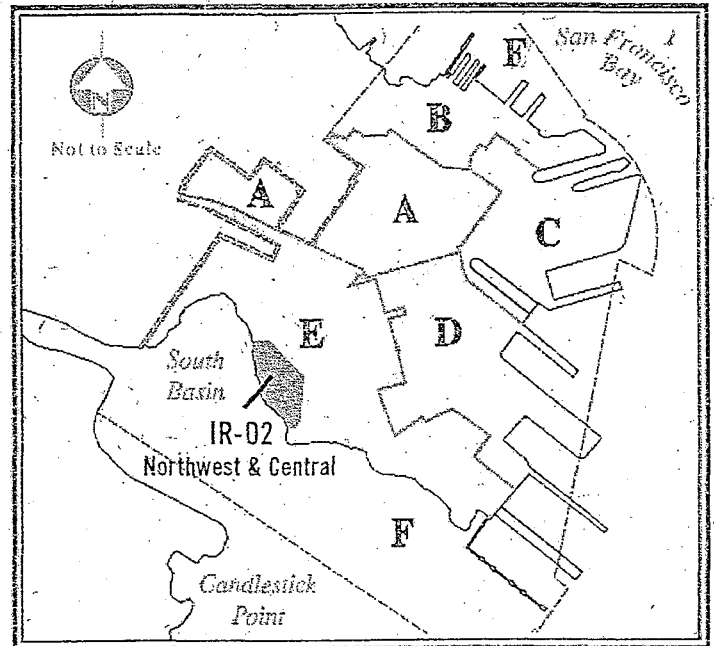 San Francisco
Bay
N
Not to Scale
E
B
A
A
C
E
D
South
Basin
IR-02
Northwest & Central
F
Candlestick
Point